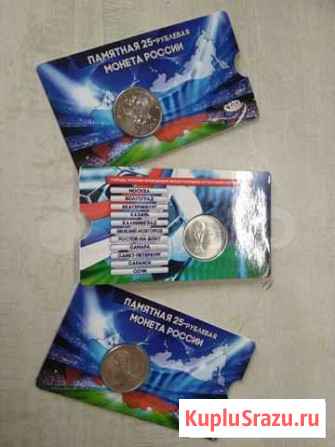 ПАМЯТНАЯ 25-РУБЛЕВАЯ
МОНЕТА РОССИИ
МОСКВА
ВОЛГОГРАД
ЕКАТЕРИНБУРГ
КАЗАНЬ
КАЛИНИНГРАД
НИЖНИЙ НОВГОРОД
РОСТОВ-НА-ДОНУ
САМАРА
САНКТ-ПЕТЕРБУРГ
САРАНСК
СОЧИ
ПАМЯТНАЯ 25-РУБЛЕВАЯ
МОНЕТА РОССИИ
KupluSrazu.ru